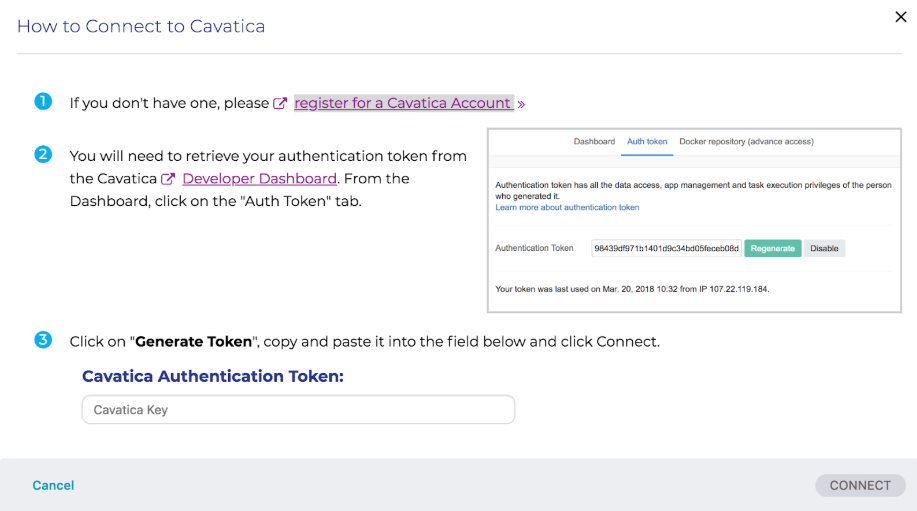 How to Connect to Cavatica
1 If you don't have one, please register for a Cavatica Account »
2 You will need to retrieve your authentication token from
the Cavatica Developer Dashboard. From the
Dashboard, click on the "Auth Token" tab.
Dashboard Auth token Docker repository (advance access)
Authentication token has all the data access, app management and task execution privileges of the person
who generated it.
Learn more about authentication token
Authentication Token 98439df971b1401d9c34bd05feceb08d Regenerate Disable
Your token was last used on Mar. 20, 2018 10:32 from IP 107.22.119.184.
3 Click on "Generate Token", copy and paste it into the field below and click Connect.
Cavatica Authentication Token:
Cavatica Key
Cancel CONNECT